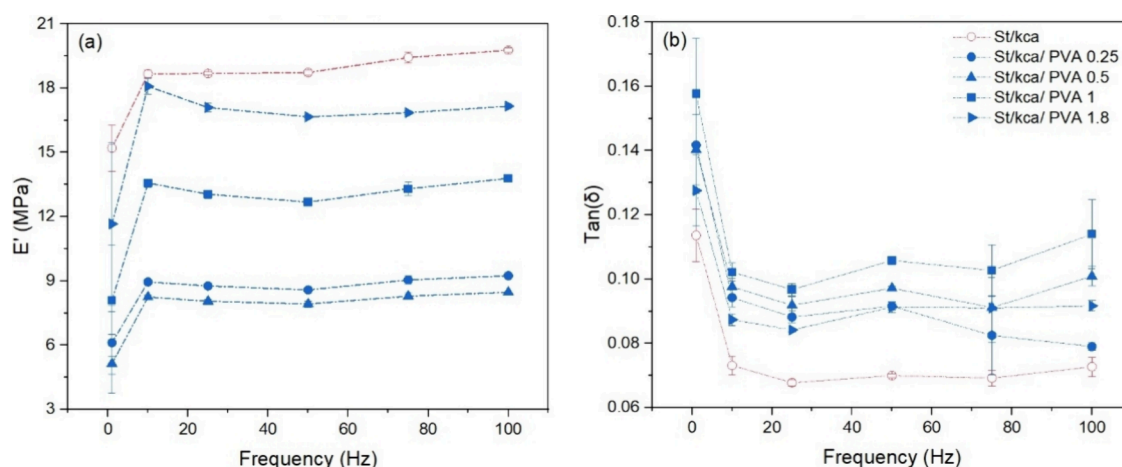 (a)
21
18
15
12
9
6
3
E' (MPa)
0 20 40 60 80 100
Frequency (Hz)
(b)
St/kca
St/kca/ PVA 0.25
St/kca/ PVA 0.5
St/kca/ PVA 1
St/kca/ PVA 1.8
0.18
0.16
0.14
0.12
0.10
0.08
0.06
Tan(δ)
0 20 40 60 80 100
Frequency (Hz)